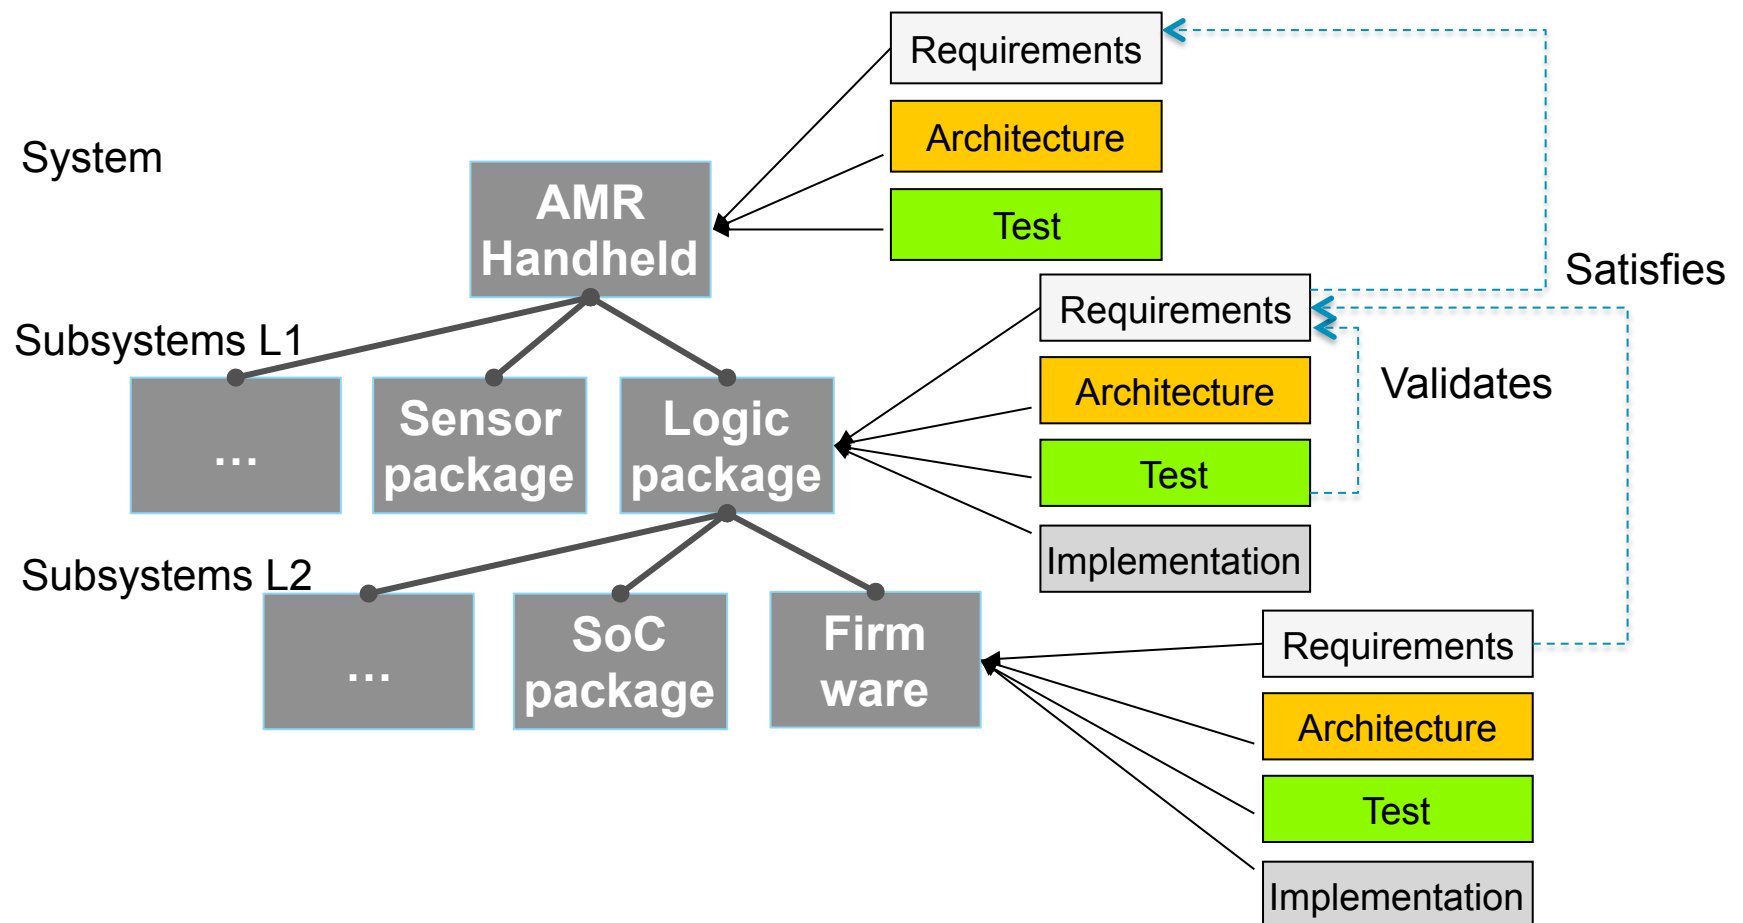 Requirements
Architecture
System
AMR
Handheld
Test
Satisfies
Requirements
Subsystems L1
Architecture
Validates
...
Sensor
package
Logic
package
Test
Implementation
Subsystems L2
...
SoC
package
Firm
ware
Requirements
Architecture
Test
Implementation